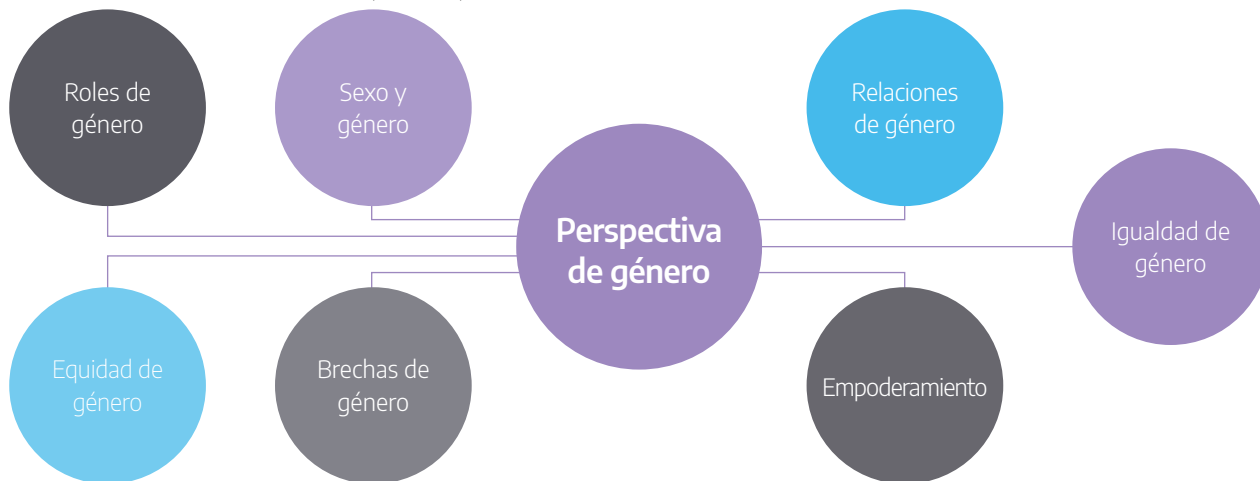 Roles de
género
Sexo y
género
Relaciones
de género
Perspectiva
de género
Igualdad de
género
Equidad de
género
Brechas de
género
Empoderamiento